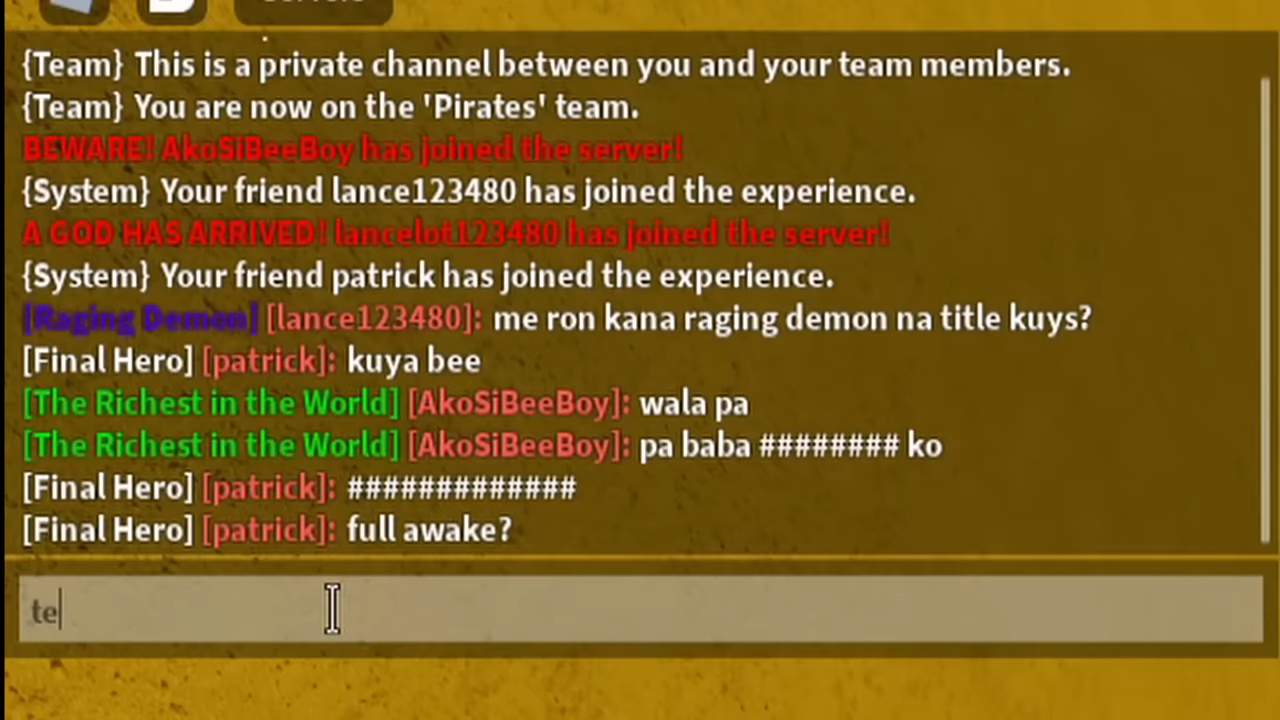 {Team} This is a private channel between you and your team members.
{Team} You are now on the 'Pirates' team.
BEWARE! AkoSiBeeBoy has joined the server!
{System} Your friend lance123480 has joined the experience.
A GOD HAS ARRIVED! lancelot123480 has joined the server!
{System} Your friend patrick has joined the experience.
[Raging Demon] [lance123480]: me ron kana raging demon na title kuys?
[Final Hero] [patrick]: kuya bee
[The Richest in the World] [AkoSiBeeBoy]: wala pa
[The Richest in the World] [AkoSiBeeBoy]: pa baba ######## ko
[Final Hero] [patrick]: #############
[Final Hero] [patrick]: full awake?
te